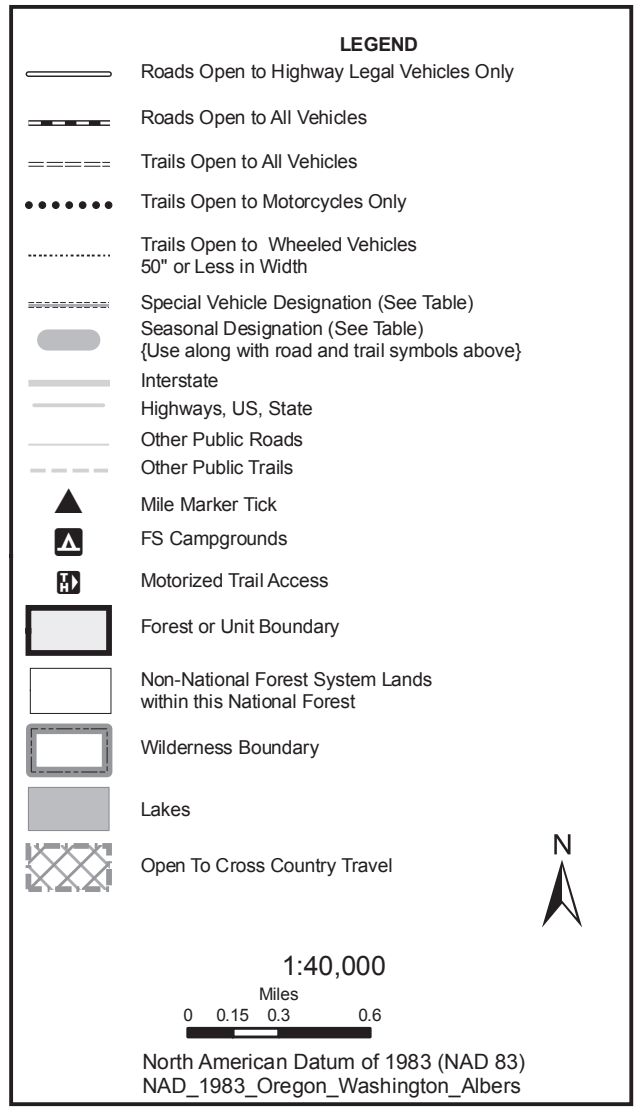 LEGEND
Roads Open to Highway Legal Vehicles Only
Roads Open to All Vehicles
Trails Open to All Vehicles
Trails Open to Motorcycles Only
Trails Open to Wheeled Vehicles
50" or Less in Width
Special Vehicle Designation (See Table)
Seasonal Designation (See Table)
{Use along with road and trail symbols above}
Interstate
Highways, US, State
Other Public Roads
Other Public Trails
Mile Marker Tick
FS Campgrounds
TH
Motorized Trail Access
Forest or Unit Boundary
Non-National Forest System Lands
within this National Forest
Wilderness Boundary
Lakes
Open To Cross Country Travel
N
1:40,000
Miles
0 0.15 0.3 0.6
North American Datum of 1983 (NAD 83)
NAD_1983_Oregon_Washington_Albers